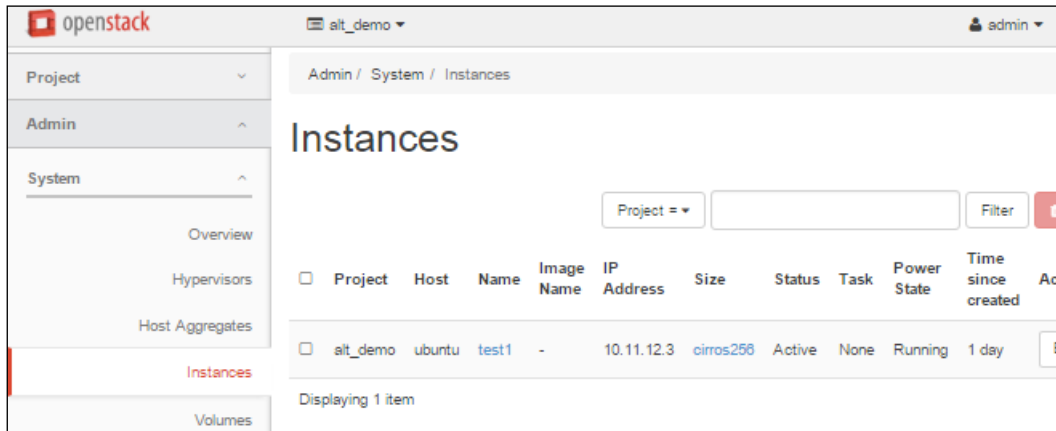 openstack
alt_demo
admin
Project
Admin
System
Overview
Hypervisors
Host Aggregates
Instances
Volumes
Admin / System / Instances
Instances
Project =
Filter
Project Host Name Image Name IP Address Size Status Task Power State Time since created
alt_demo ubuntu test1 - 10.11.12.3 cirros256 Active None Running 1 day
Displaying 1 item